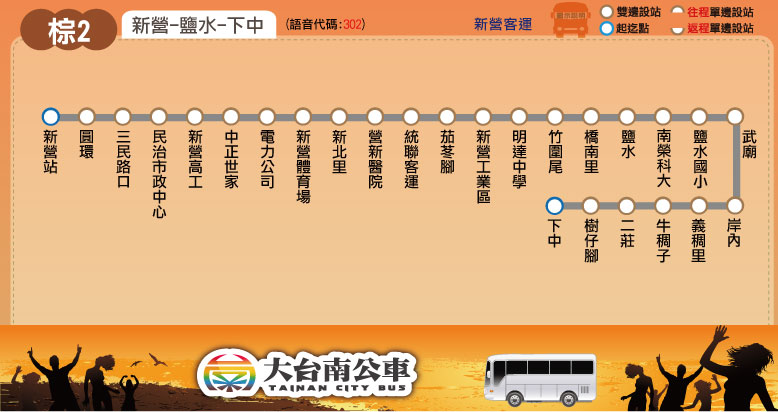 棕2
新營-鹽水-下中
（語音代碼:302）
新營客運
雙邊設站
起迄點
往程單邊設站
返程單邊設站
新營站
圓環
三民路口
民治市政中心
新營高工
中正世家
電力公司
新營體育場
新北里
營新醫院
統聯客運
茄苳腳
新營工業區
明達中學
竹圍尾
橋南里
鹽水
南榮科大
鹽水國小
武廟
岸內
義稠里
牛稠子
二莊
樹仔腳
下中
大台南公車
TAINAN CITY BUS